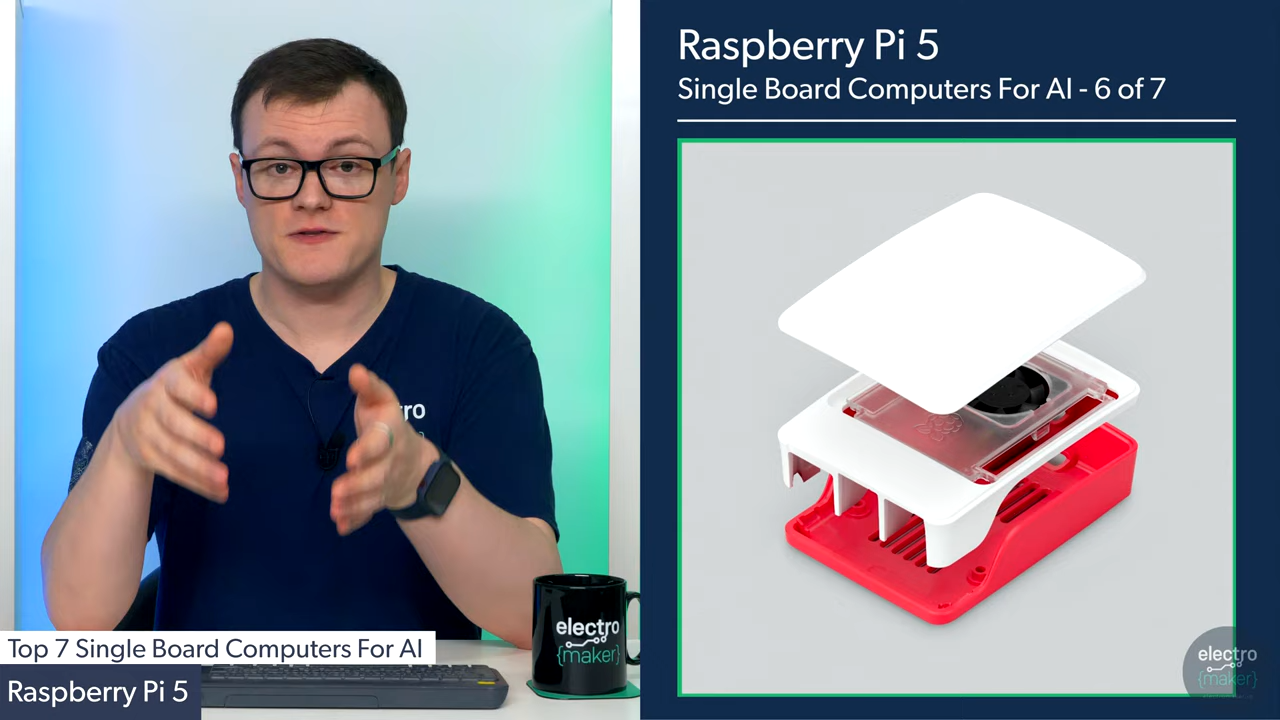 Raspberry Pi 5
Single Board Computers For AI - 6 of 7
tro
electro
{maker}
Top 7 Single Board Computers For AI
Raspberry Pi 5
electro
{maker}